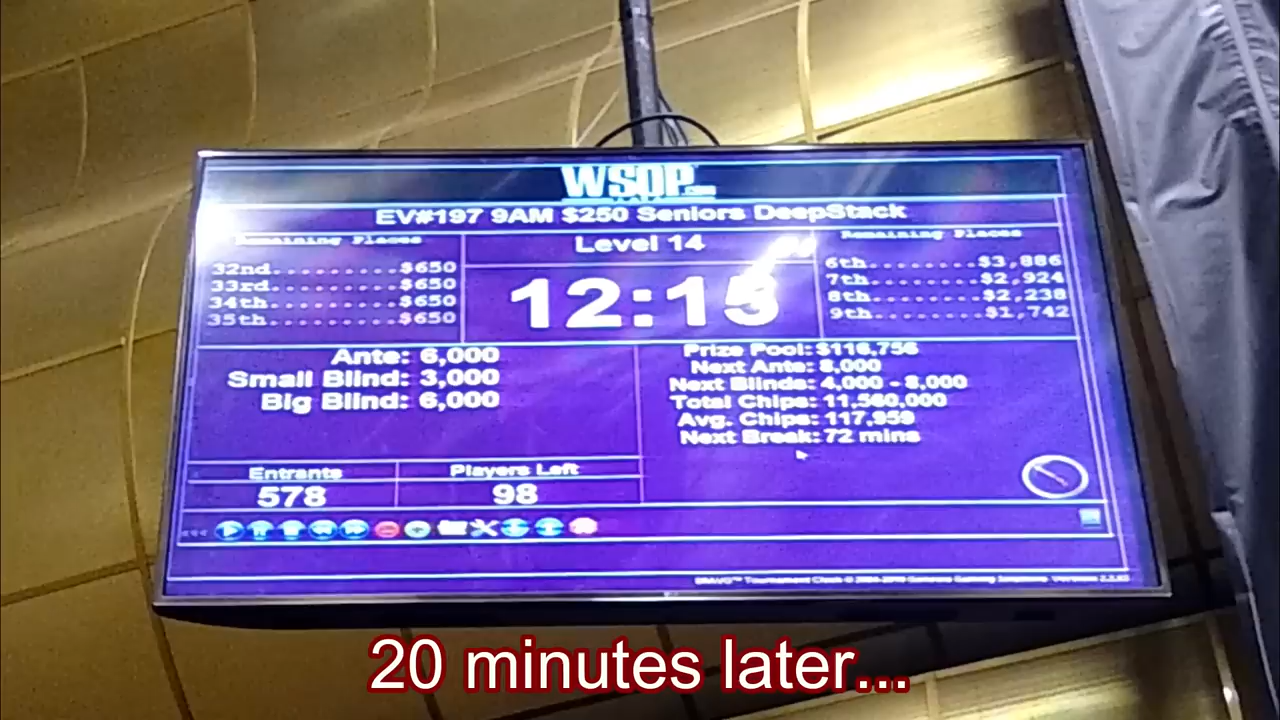 WSOP.com
EV#197 9AM $250 Seniors DeepStack
Remaining Places
32nd.........$650
33rd.........$650
34th.........$650
35th.........$650
Level 14
12:15
Remaining Places
6th........$3,886
7th........$2,924
8th........$2,238
9th........$1,742
Ante: 6,000
Small Blind: 3,000
Big Blind: 6,000
Prize Pool: $116,756
Next Ante: 8,000
Next Blinds: 4,000 - 8,000
Total Chips: 11,560,000
Avg. Chips: 117,959
Next Break: 72 mins
Entrants
578
Players Left
98
BRAVO™ Tournament Clock ©
20 minutes later...